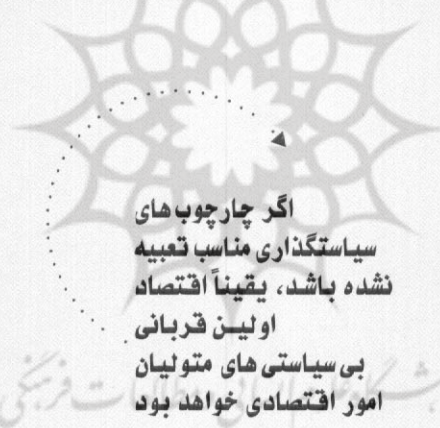 اگر چارچوب‌های
سیاستگذاری مناسب تعبیه
نشده باشد، یقیناً اقتصاد
اولین قربانی
بی‌سیاستی‌های متولیان
امور اقتصادی خواهد بود